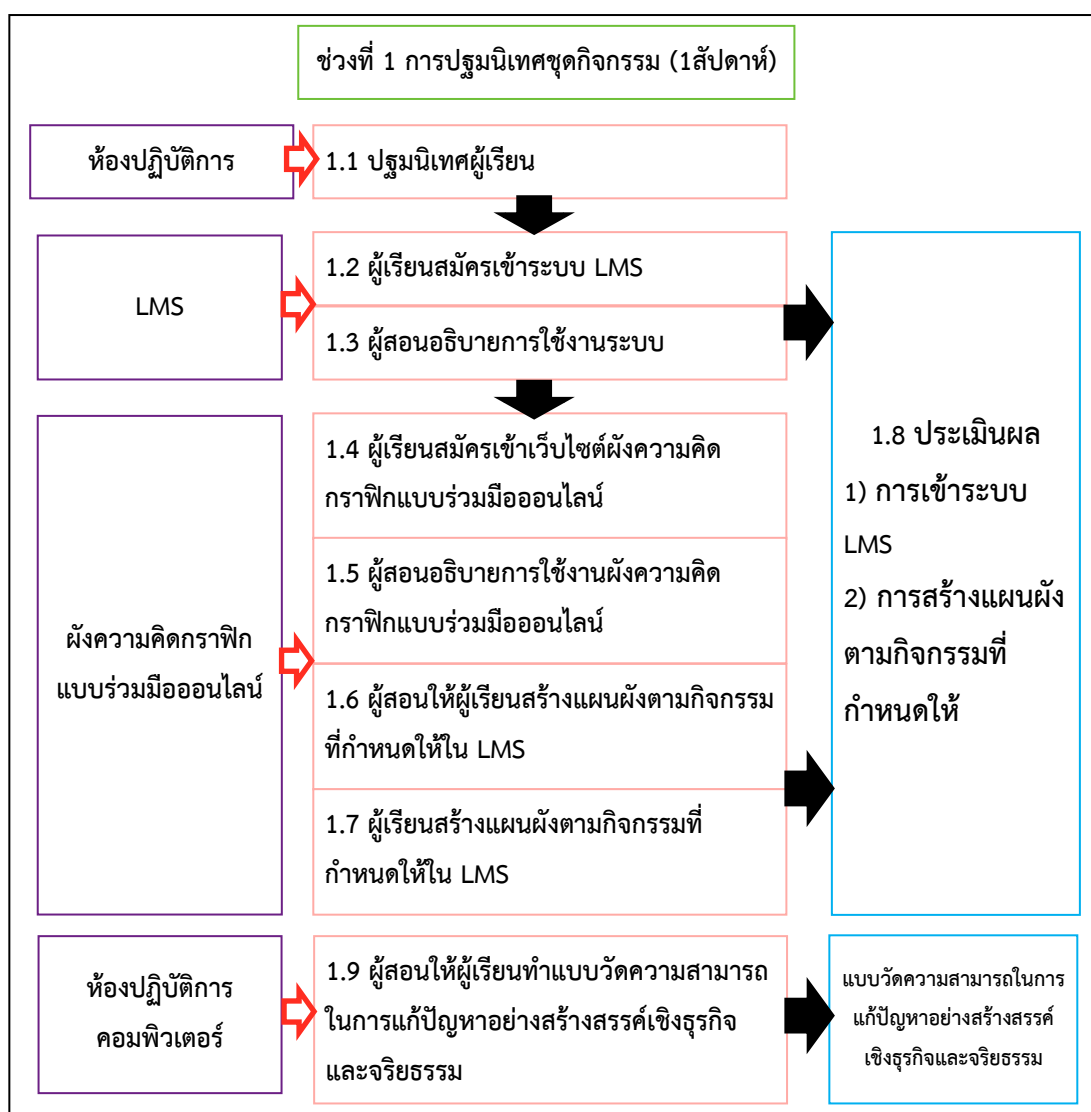 ช่วงที่ 1 การปฐมนิเทศชุดกิจกรรม (1สัปดาห์)
ห้องปฏิบัติการ
1.1 ปฐมนิเทศผู้เรียน
LMS
1.2 ผู้เรียนสมัครเข้าระบบ LMS
1.3 ผู้สอนอธิบายการใช้งานระบบ
ผังความคิดกราฟิก
แบบร่วมมือออนไลน์
1.4 ผู้เรียนสมัครเข้าเว็บไซต์ผังความคิด
กราฟิกแบบร่วมมือออนไลน์
1.5 ผู้สอนอธิบายการใช้งานผังความคิด
กราฟิกแบบร่วมมือออนไลน์
1.6 ผู้สอนให้ผู้เรียนสร้างแผนผังตามกิจกรรม
ที่กำหนดให้ใน LMS
1.7 ผู้เรียนสร้างแผนผังตามกิจกรรมที่
กำหนดให้ใน LMS
1.8 ประเมินผล
1) การเข้าระบบ
LMS
2) การสร้างแผนผัง
ตามกิจกรรมที่
กำหนดให้
ห้องปฏิบัติการ
คอมพิวเตอร์
1.9 ผู้สอนให้ผู้เรียนทำแบบวัดความสามารถ
ในการแก้ปัญหาอย่างสร้างสรรค์เชิงธุรกิจ
และจริยธรรม
แบบวัดความสามารถในการ
แก้ปัญหาอย่างสร้างสรรค์
เชิงธุรกิจและจริยธรรม